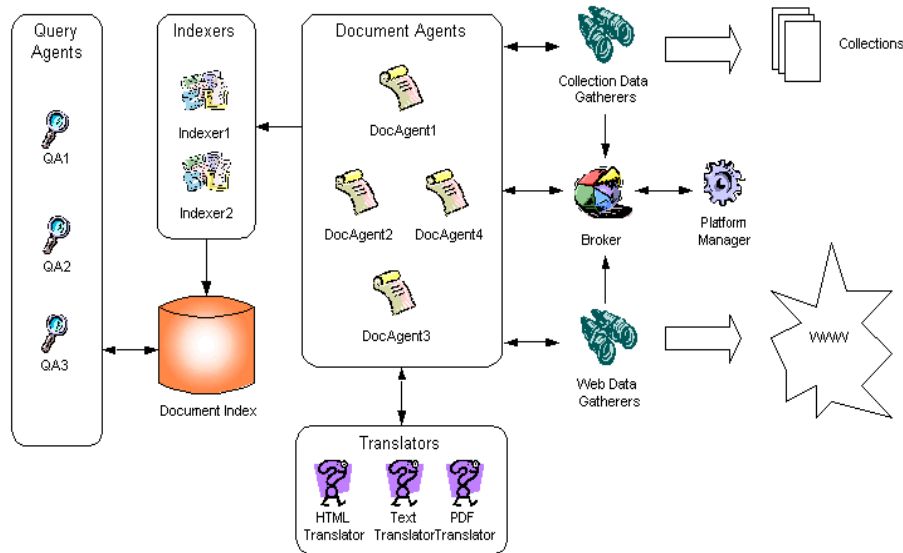 Query
Agents
QA1
QA2
QA3
Indexers
Indexer1
Indexer2
Document Index
Document Agents
DocAgent1
DocAgent2
DocAgent4
DocAgent3
Translators
HTML
Translator
Text
Translator
PDF
Translator
Collection Data
Gatherers
Collections
Broker
Platform
Manager
Web Data
Gatherers
WWW